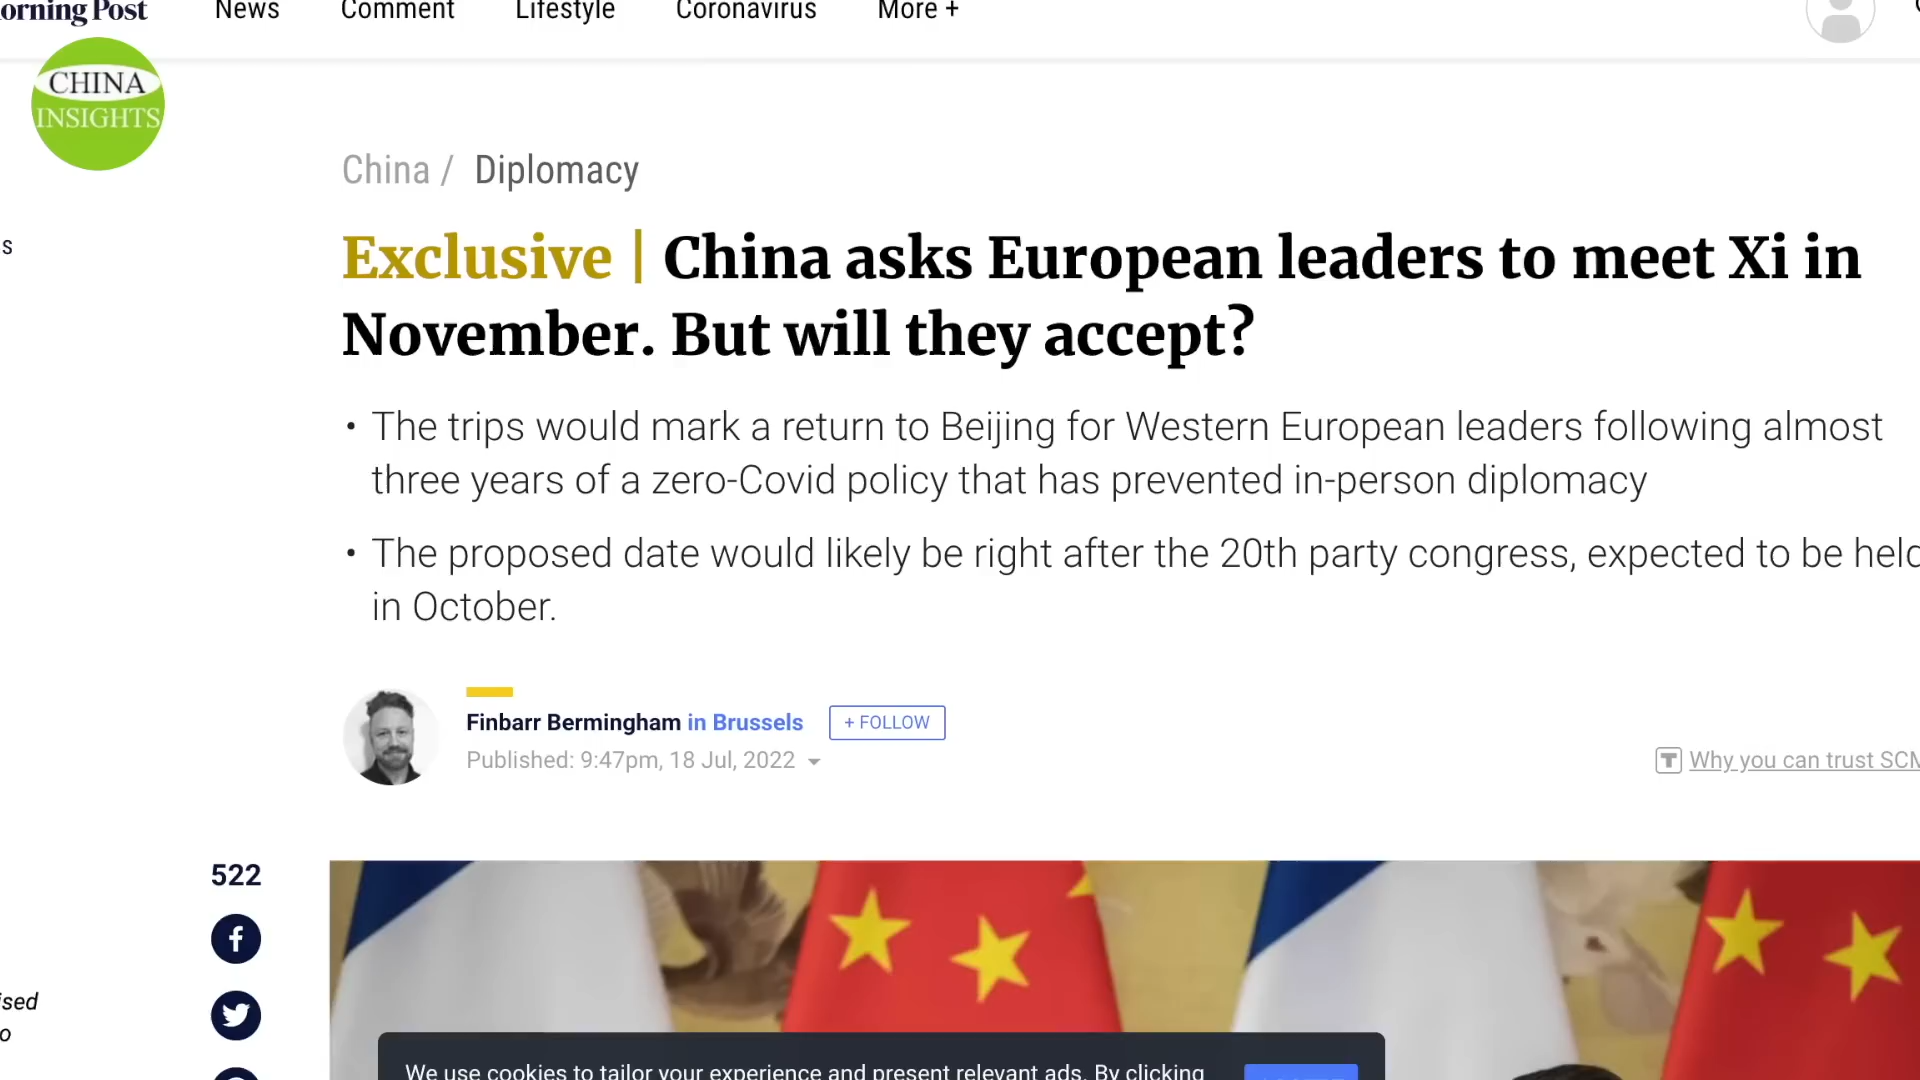 orning Post
News Comment Lifestyle Coronavirus More +
CHINA
INSIGHTS
China / Diplomacy
s
Exclusive | China asks European leaders to meet Xi in
November. But will they accept?
• The trips would mark a return to Beijing for Western European leaders following almost
three years of a zero-Covid policy that has prevented in-person diplomacy
• The proposed date would likely be right after the 20th party congress, expected to be held
in October.
Finbarr Bermingham in Brussels + FOLLOW
Published: 9:47pm, 18 Jul, 2022
Why you can trust SCM
522
ised
o
We use cookies to tailor your experience and present relevant ads. By clicking